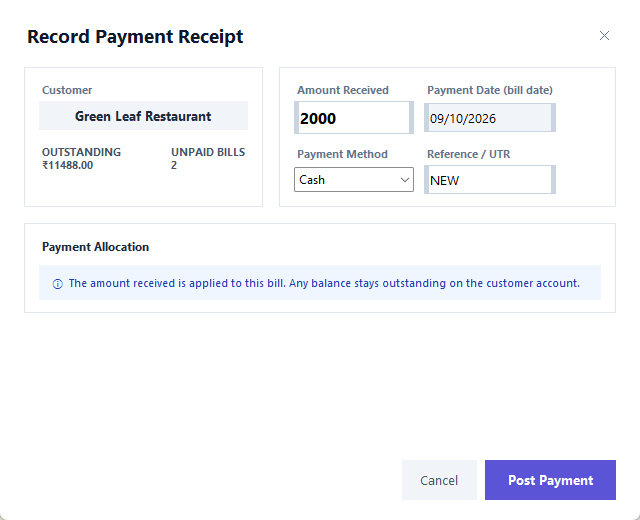 Record Payment Receipt
Customer
Green Leaf Restaurant
OUTSTANDING
₹11488.00
UNPAID BILLS
2
Amount Received
2000
Payment Date (bill date)
09/10/2026
Payment Method
Cash
Reference / UTR
NEW
Payment Allocation
The amount received is applied to this bill. Any balance stays outstanding on the customer account.
Cancel
Post Payment